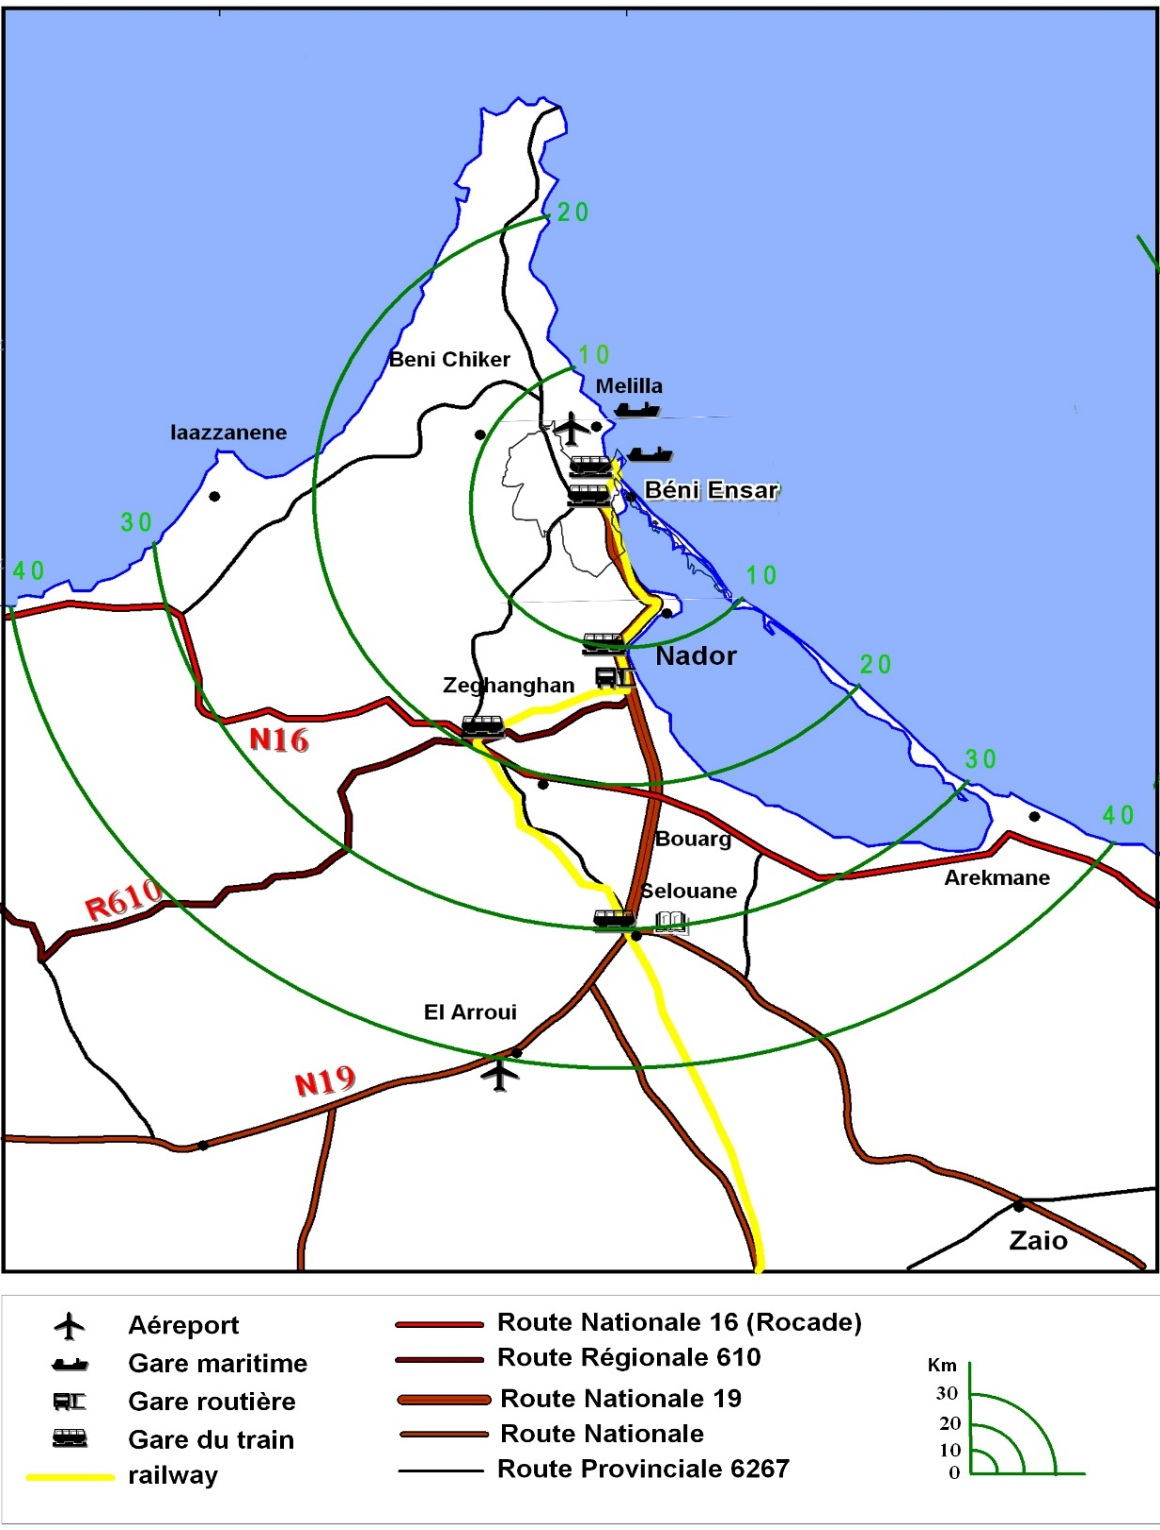 20
10
Beni Chiker
Melilla
Iaazzanene
Béni Ensar
30
40
10
Nador
20
Zeghanghan
N16
30
40
Bouarg
Arekmane
Selouane
R610
El Arroui
N19
Zaio
Aéreport
Gare maritime
Gare routière
Gare du train
railway
Route Nationale 16 (Rocade)
Route Régionale 610
Route Nationale 19
Route Nationale
Route Provinciale 6267
Km
30
20
10
0